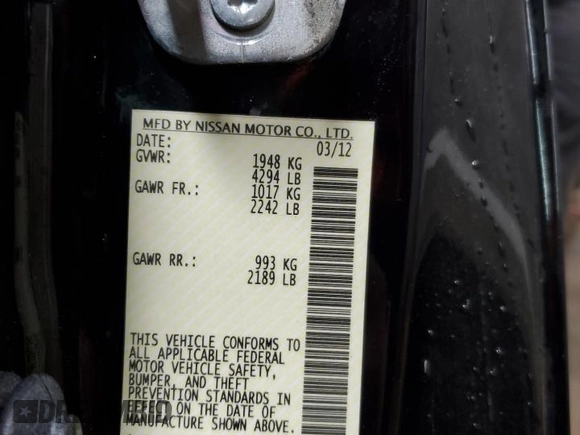 MFD BY NISSAN MOTOR CO., LTD.
DATE: 03/12
GVWR: 1948 KG
4294 LB
GAWR FR.: 1017 KG
2242 LB
GAWR RR.: 993 KG
2189 LB
THIS VEHICLE CONFORMS TO
ALL APPLICABLE FEDERAL
MOTOR VEHICLE SAFETY,
BUMPER, AND THEFT
PREVENTION STANDARDS IN
ON THE DATE OF
MANUFACTURE SHOWN ABOVE.